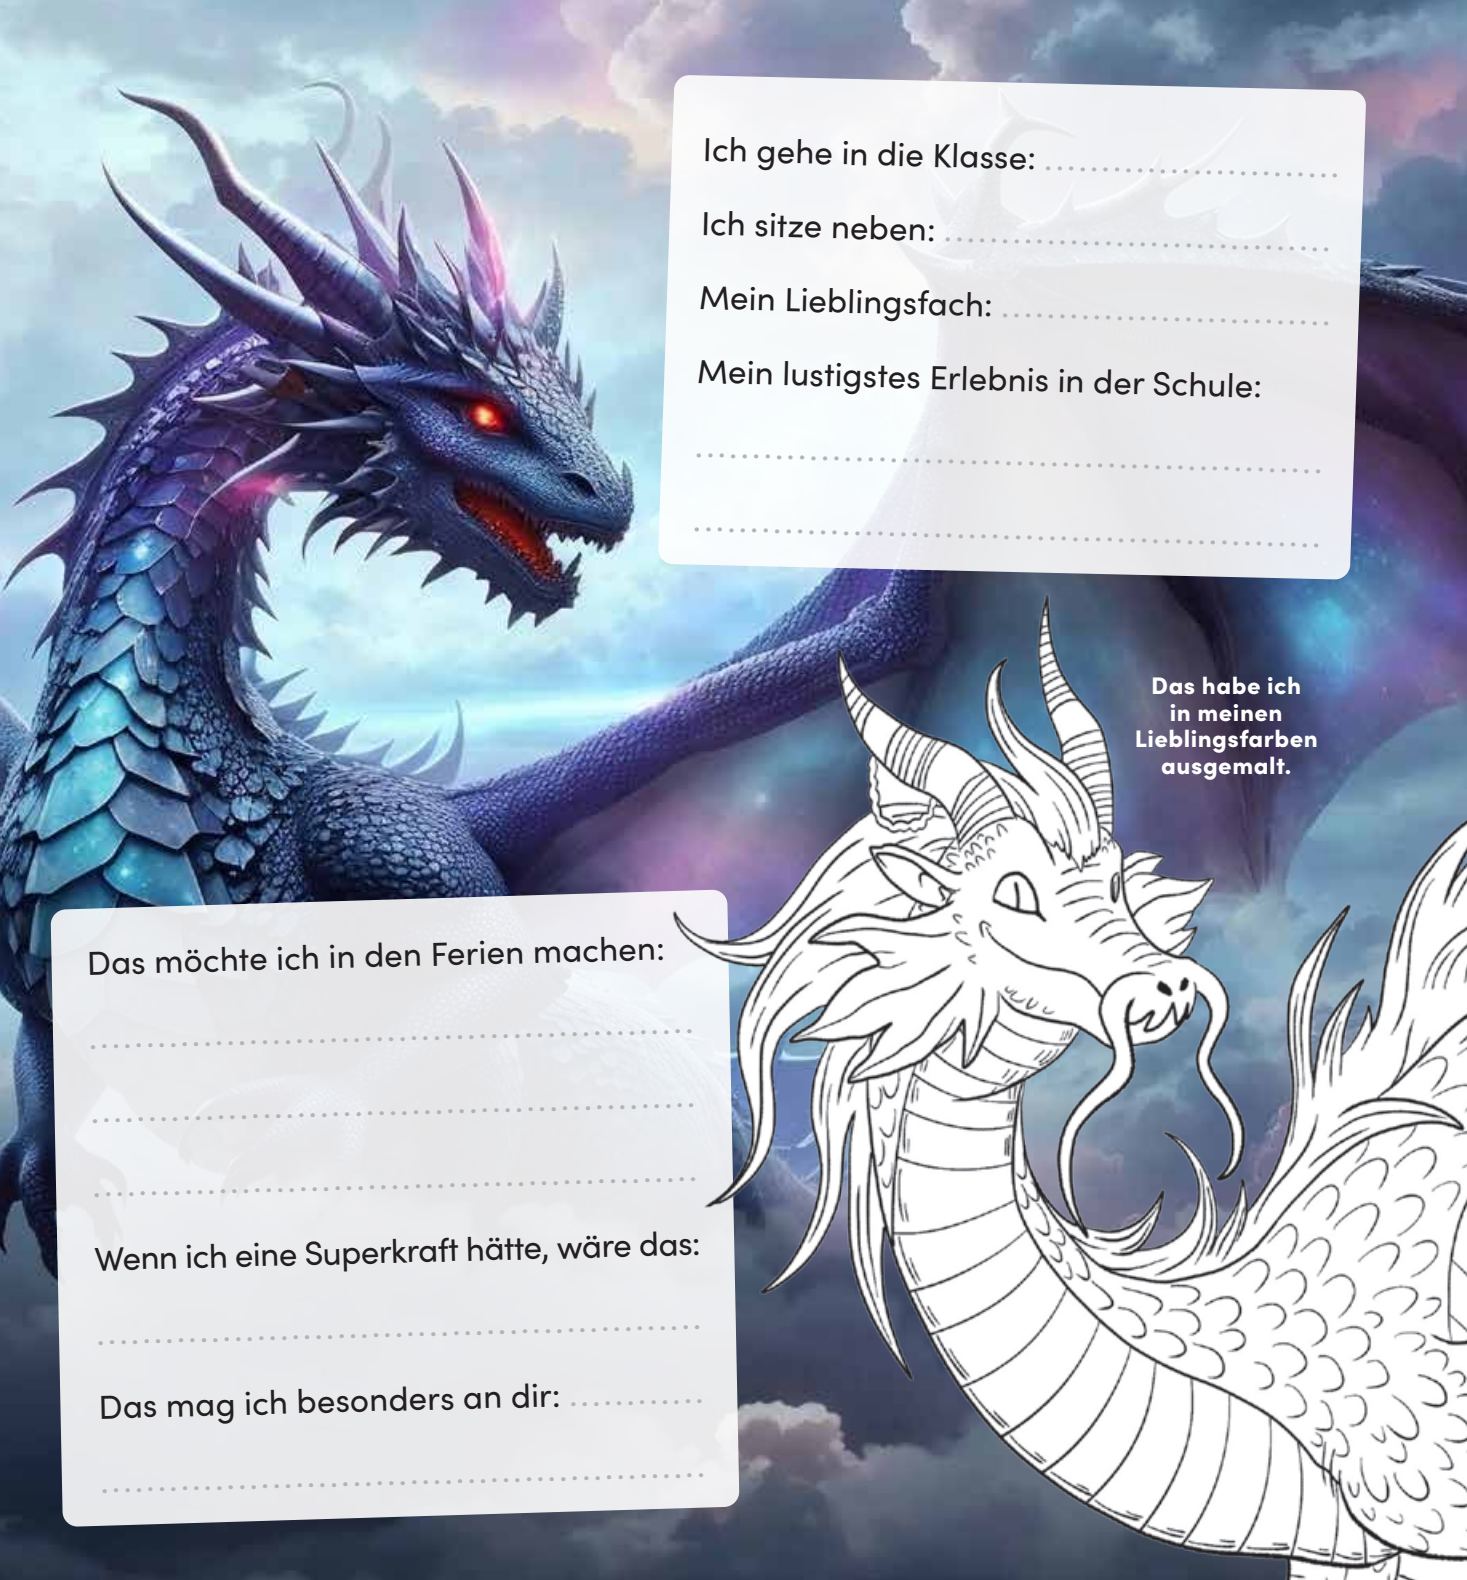 Ich gehe in die Klasse:
Ich sitze neben:
Mein Lieblingsfach:
Mein lustigstes Erlebnis in der Schule:
Das habe ich
in meinen
Lieblingsfarben
ausgemalt.
Das möchte ich in den Ferien machen:
Wenn ich eine Superkraft hätte, wäre das:
Das mag ich besonders an dir: